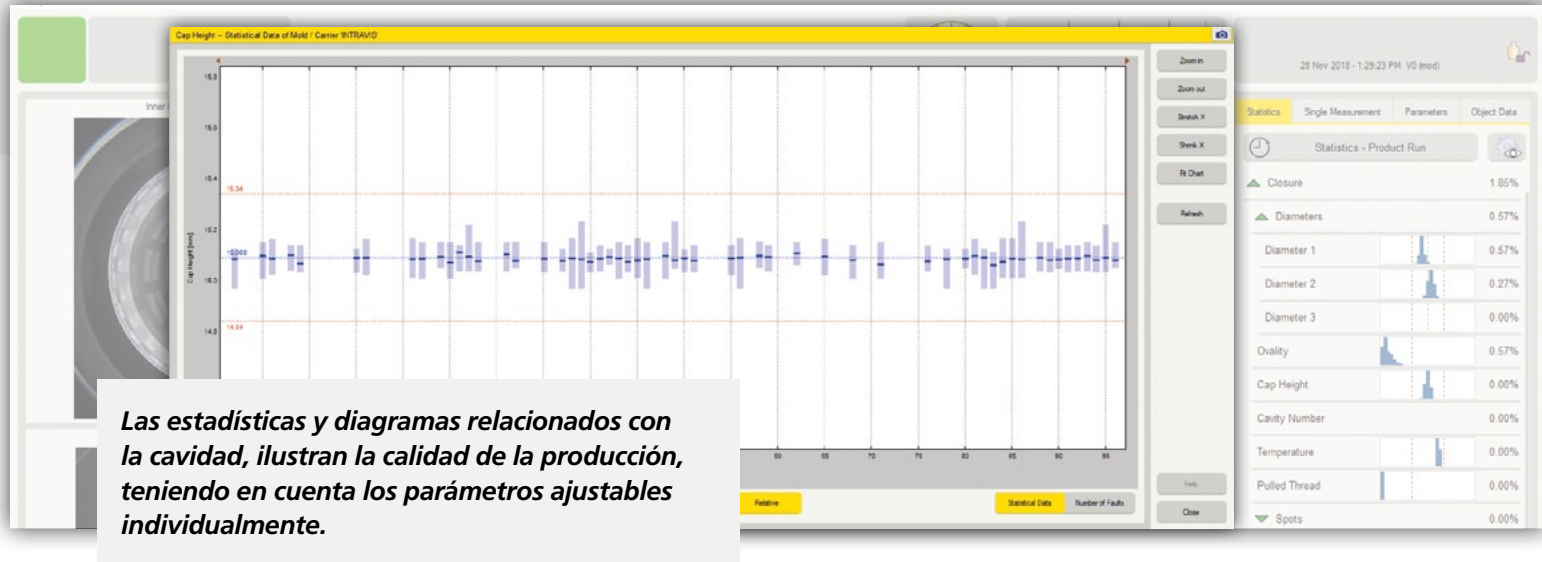 Cap Height – Statistical Data of Mold / Carrier 'INTRAVIS'
Zoom in
Zoom out
Stretch X
Shrink X
Fit Chart
Refresh
Help
Close
Cap Height [mm]
15.8
15.6
15.4
15.34
15.2
16.0
14.8
60
65
70
75
80
85
90
95
Relative
Statistical Data
Number of Faults
28 Nov 2018 - 1:29:23 PM V0 (mod)
Statistics
Single Measurement
Parameters
Object Data
Statistics - Product Run
Closure 1.85%
Diameters 0.57%
Diameter 1 0.57%
Diameter 2 0.27%
Diameter 3 0.00%
Ovality 0.57%
Cap Height 0.00%
Cavity Number 0.00%
Temperature 0.00%
Pulled Thread 0.00%
Spots 0.00%
Las estadísticas y diagramas relacionados con
la cavidad, ilustran la calidad de la producción,
teniendo en cuenta los parámetros ajustables
individualmente.